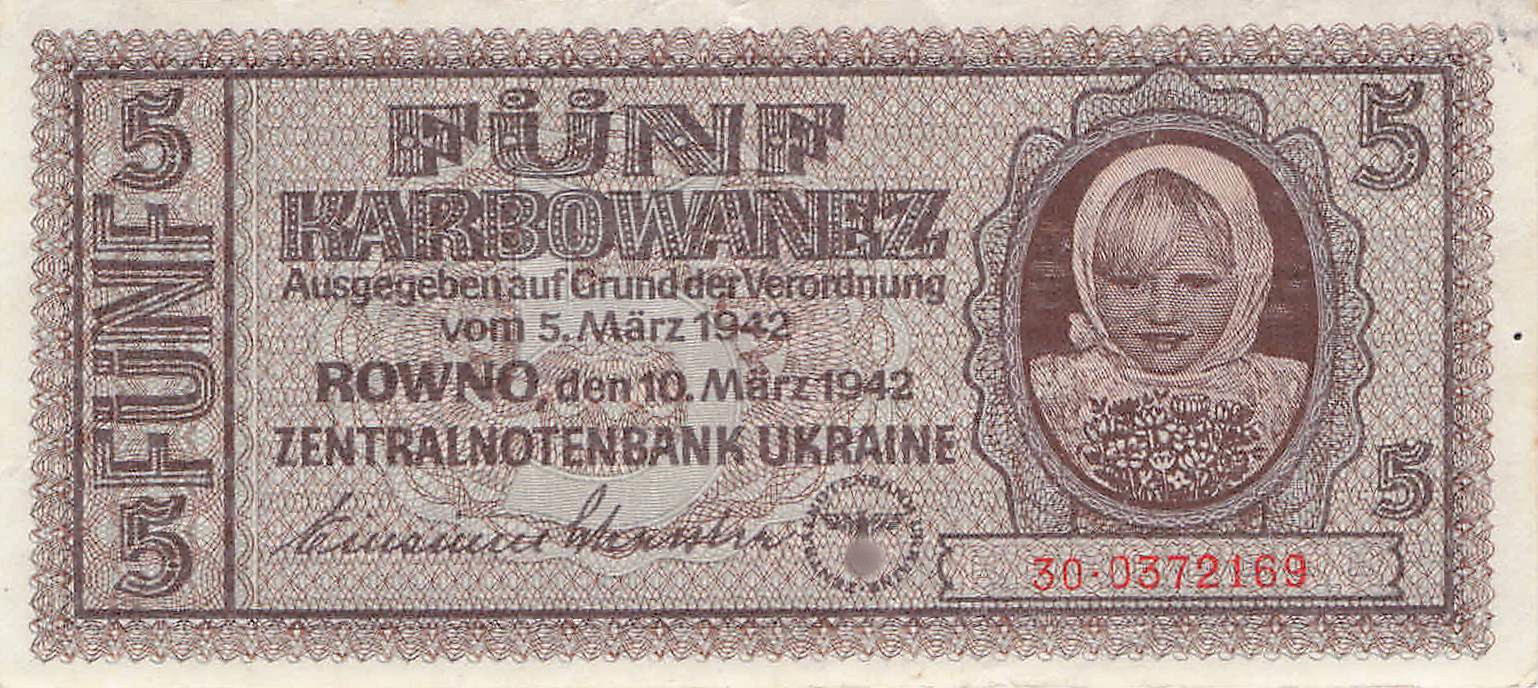 5
FÜNF
5
FÜNF
KARBOWANEZ
Ausgegeben auf Grund der Verordnung
vom 5. März 1942
ROWNO, den 10. März 1942
ZENTRALNOTENBANK UKRAINE
5
5
30·0372169